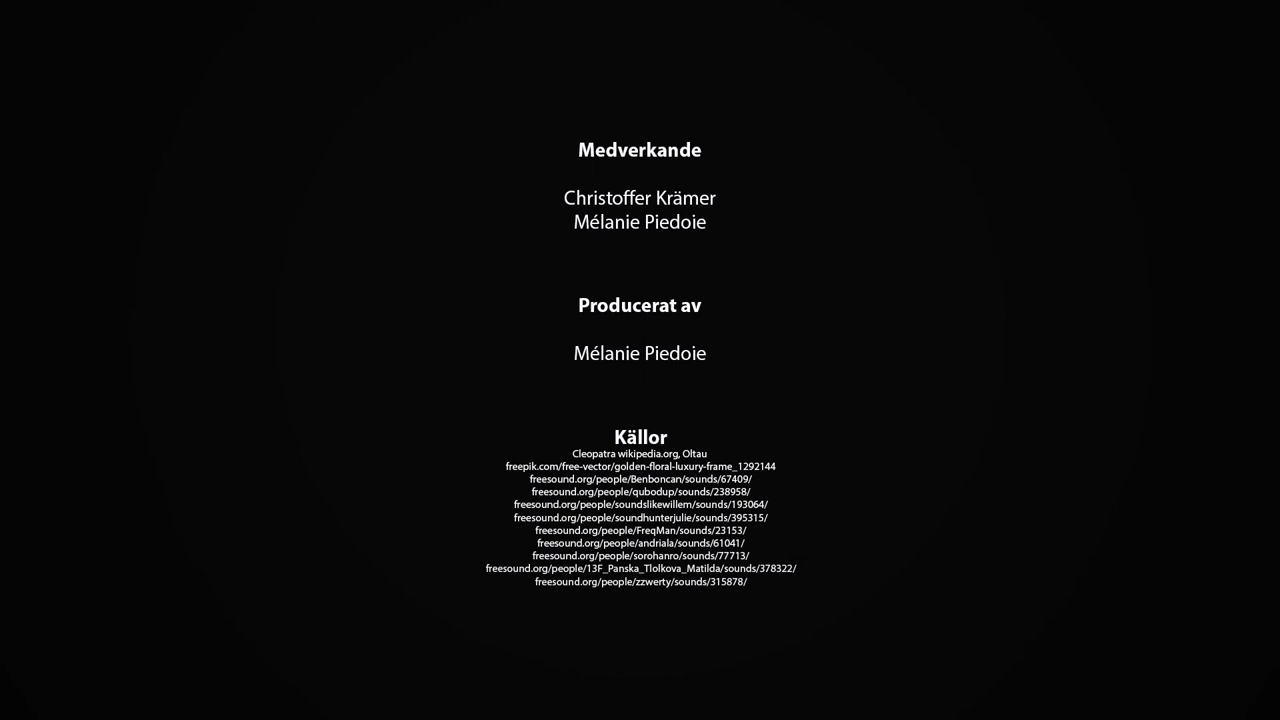 Medverkande
Christoffer Krämer
Mélanie Piedoie
Producerat av
Mélanie Piedoie
Källor
Cleopatra wikipedia.org, Oltau
freepik.com/free-vector/golden-floral-luxury-frame_1292144
freesound.org/people/Benboncan/sounds/67409/
freesound.org/people/qubodup/sounds/238958/
freesound.org/people/soundslikewillem/sounds/193064/
freesound.org/people/soundhunterjulie/sounds/395315/
freesound.org/people/FreqMan/sounds/23153/
freesound.org/people/andriala/sounds/61041/
freesound.org/people/sorohanro/sounds/77713/
freesound.org/people/13F_Panska_Tlolkova_Matilda/sounds/378322/
freesound.org/people/zzwerty/sounds/315878/